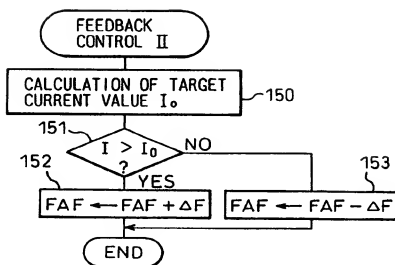 FEEDBACK
CONTROL II
CALCULATION OF TARGET
CURRENT VALUE I₀
150
151
I > I₀
?
NO
YES
152
FAF ← FAF + ΔF
153
FAF ← FAF − ΔF
END